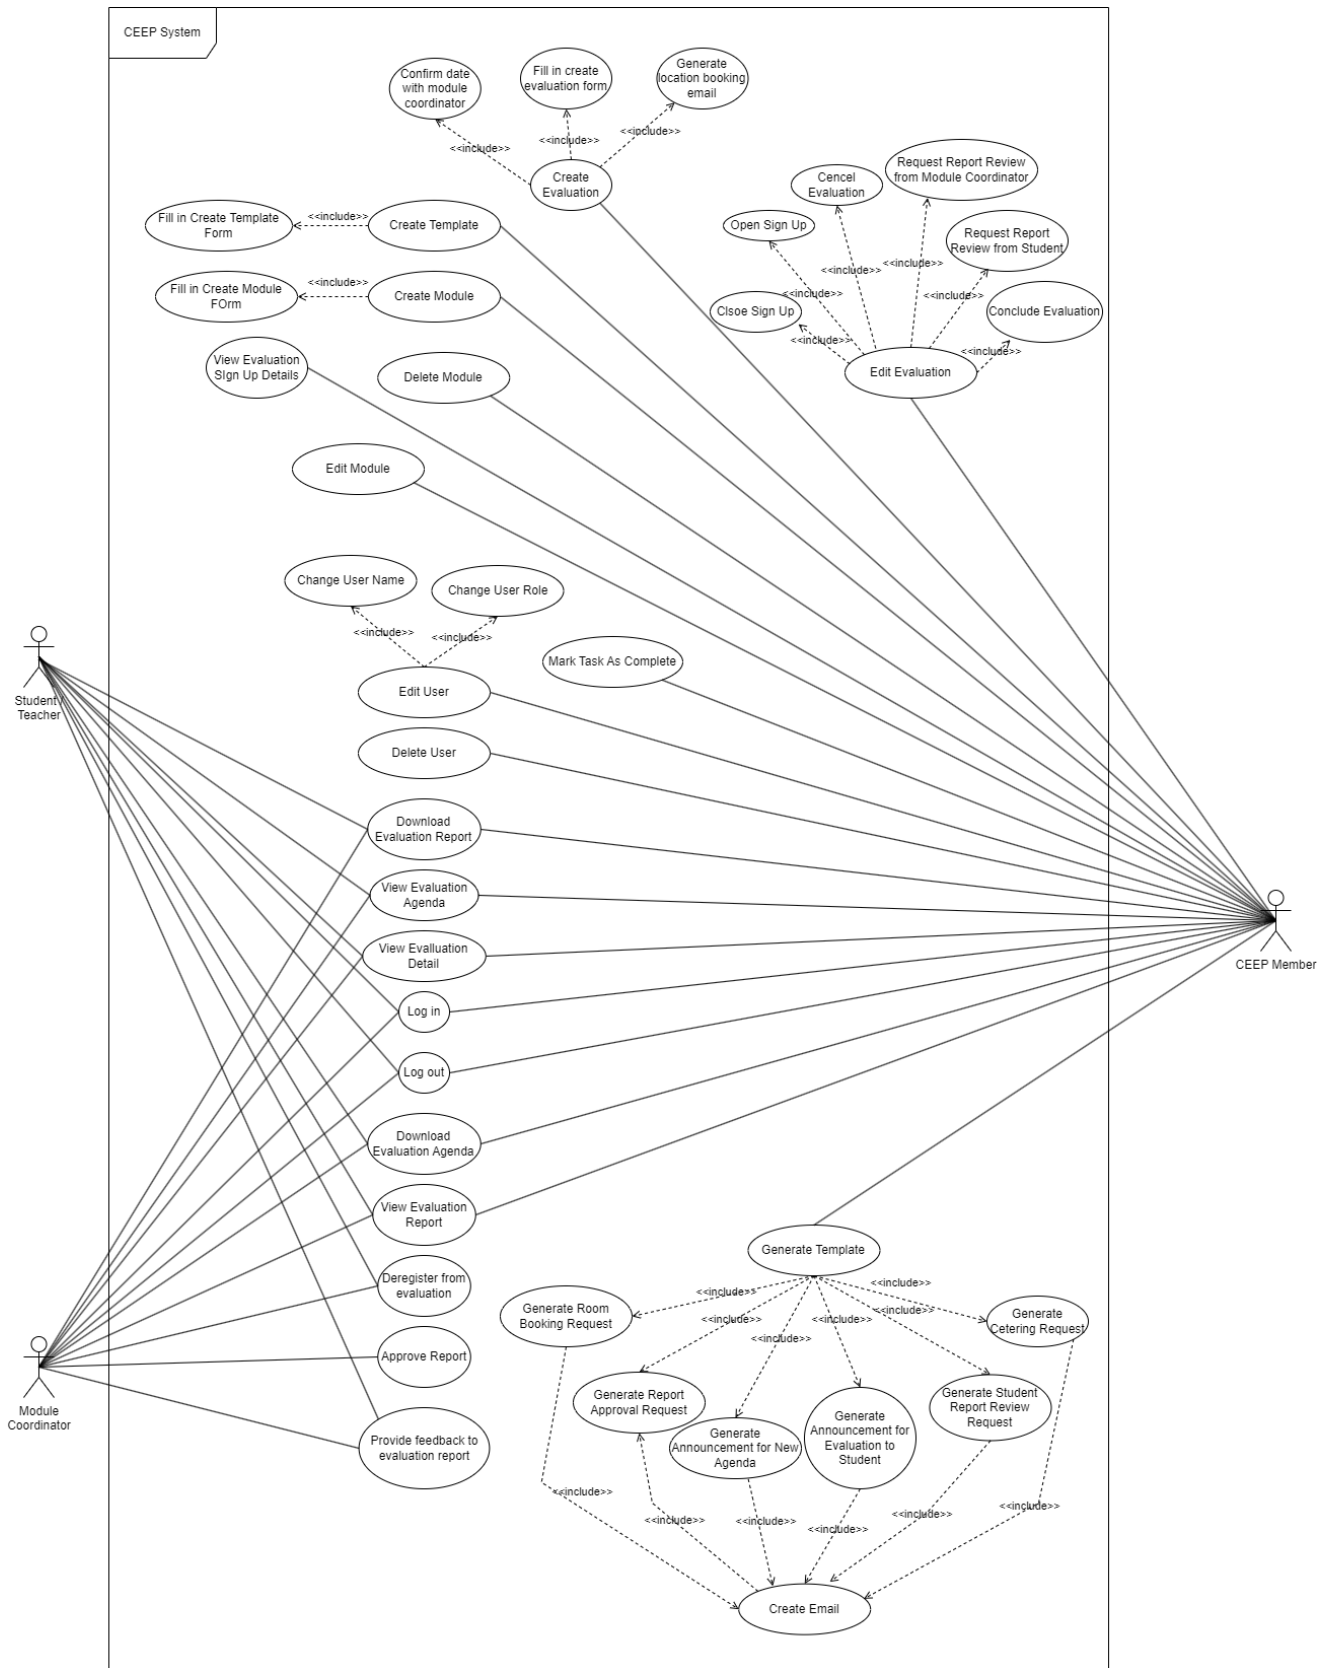 CEEP System
Confirm date
with module
coordinator
Fill in create
evaluation form
Generate
location booking
email
<<include>>
<<include>>
<<include>>
Create
Evaluation
Cencel
Evaluation
Request Report Review
from Module Coordinator
Open Sign Up
Request Report
Review from Student
Clsoe Sign Up
Conclude Evaluation
<<include>>
<<include>>
<<include>>
<<include>>
<<include>>
<<include>>
Edit Evaluation
Fill in Create Template
Form
<<include>>
Create Template
Fill in Create Module
FOrm
<<include>>
Create Module
View Evaluation
SIgn Up Details
Delete Module
Edit Module
Change User Name
Change User Role
<<include>>
<<include>>
Edit User
Mark Task As Complete
Delete User
Student /
Teacher
Download
Evaluation Report
View Evaluation
Agenda
View Evalluation
Detail
CEEP Member
Log in
Log out
Download
Evaluation Agenda
View Evaluation
Report
Deregister from
evaluation
Approve Report
Module
Coordinator
Provide feedback to
evaluation report
Generate Template
<<include>>
<<include>>
<<include>>
<<include>>
<<include>>
<<include>>
Generate Room
Booking Request
Generate
Cetering Request
Generate Report
Approval Request
Generate
Announcement for New
Agenda
Generate
Announcement for
Evaluation to
Student
Generate Student
Report Review
Request
<<include>>
<<include>>
<<include>>
<<include>>
<<include>>
<<include>>
Create Email